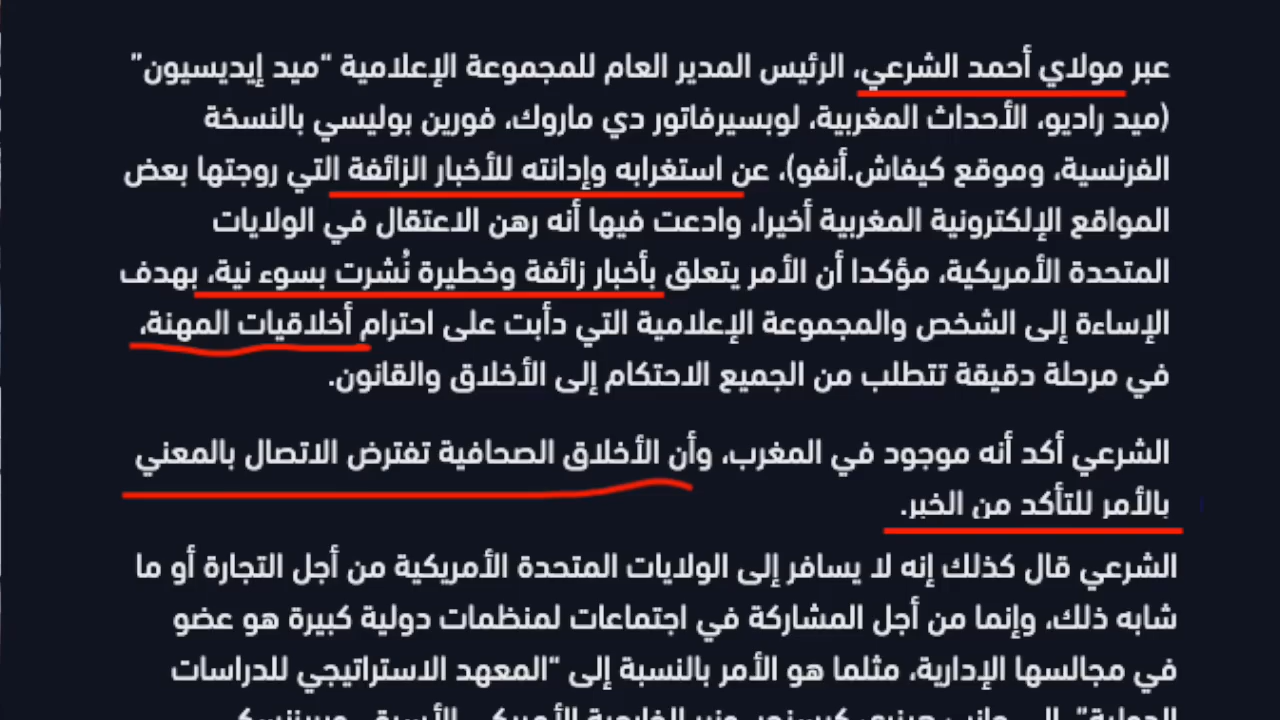 عبر مولاي أحمد الشرعي، الرئيس المدير العام للمجموعة الإعلامية “ميد إيديسيون”
(ميد راديو، الأحداث المغربية، لوبسيرفاتور دي ماروك، فورين بوليسي بالنسخة
الفرنسية، وموقع كيفاش.أنفو)، عن استغرابه وإدانته للأخبار الزائفة التي روجتها بعض
المواقع الإلكترونية المغربية أخيرا، وادعت فيها أنه رهن الاعتقال في الولايات
المتحدة الأمريكية، مؤكدا أن الأمر يتعلق بأخبار زائفة وخطيرة نُشرت بسوء نية، بهدف
الإساءة إلى الشخص والمجموعة الإعلامية التي دأبت على احترام أخلاقيات المهنة،
في مرحلة دقيقة تتطلب من الجميع الاحتكام إلى الأخلاق والقانون.
الشرعي أكد أنه موجود في المغرب، وأن الأخلاق الصحافية تفترض الاتصال بالمعني
بالأمر للتأكد من الخبر.
الشرعي قال كذلك إنه لا يسافر إلى الولايات المتحدة الأمريكية من أجل التجارة أو ما
شابه ذلك، وإنما من أجل المشاركة في اجتماعات لمنظمات دولية كبيرة هو عضو
في مجالسها الإدارية، مثلما هو الأمر بالنسبة إلى “المعهد الاستراتيجي للدراسات